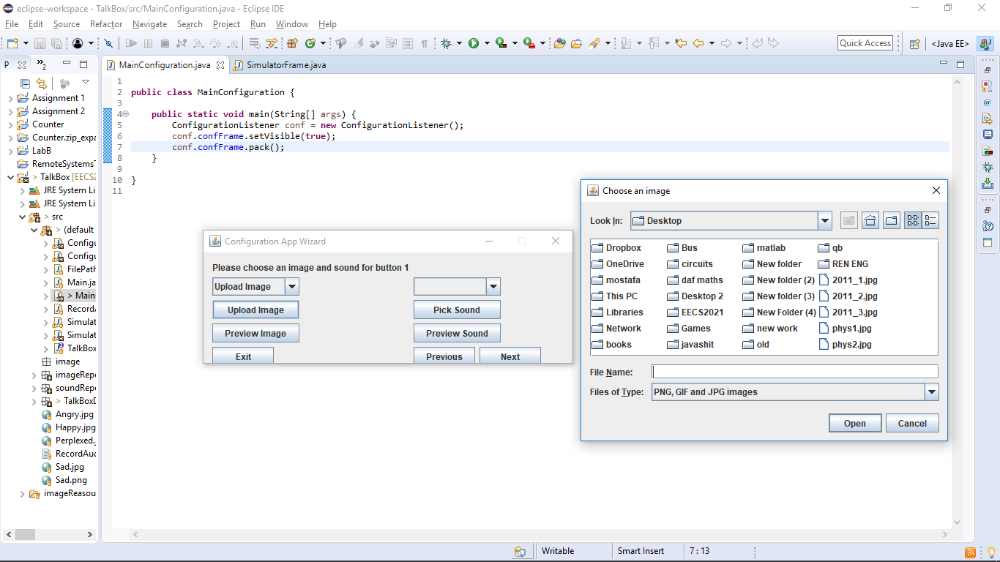 eclipse-workspace - TalkBox/src/MainConfiguration.java - Eclipse IDE
File Edit Source Refactor Navigate Search Project Run Window Help
Quick Access
<Java EE>
P
2
MainConfiguration.java
SimulatorFrame.java
Assignment 1
Assignment 2
Counter
Counter.zip_expa
LabB
RemoteSystemsT
> TalkBox [EECS2
JRE System Li
JRE System Li
> src
> (default
Configu
Configu
FilePath
Main.ja
> Main
RecordA
Simulat
Simulat
TalkBox
image
imageRepo
soundRepo
> TalkBoxD
Angry.jpg
Happy.jpg
Perplexed.
RecordAud
Sad.jpg
Sad.png
imageReasou
1
2 public class MainConfiguration {
3
4 public static void main(String[] args) {
5 ConfigurationListener conf = new ConfigurationListener();
6 conf.confFrame.setVisible(true);
7 conf.confFrame.pack();
8 }
9
10 }
11
Configuration App Wizard
Please choose an image and sound for button 1
Upload Image
Upload Image Pick Sound
Preview Image Preview Sound
Exit Previous Next
Choose an image
Look In: Desktop
Dropbox Bus matlab qb
OneDrive circuits New folder REN ENG
mostafa daf maths New folder (2) 2011_1.jpg
This PC Desktop 2 New folder (3) 2011_2.jpg
Libraries EECS2021 New Folder (4) 2011_3.jpg
Network Games new work phys1.jpg
books javashit old phys2.jpg
File Name:
Files of Type: PNG, GIF and JPG images
Open Cancel
Writable Smart Insert 7 : 13